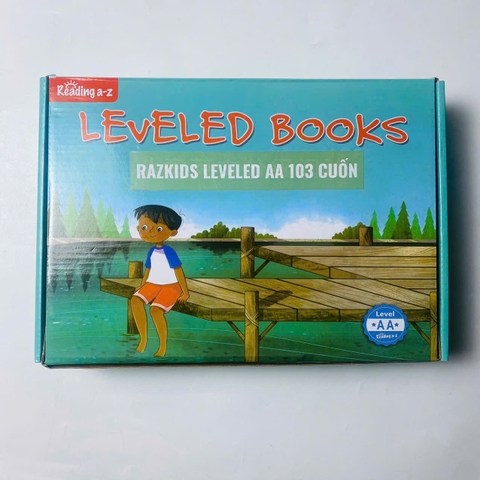 Reading a-z
LEVELED BOOKS
RAZKIDS LEVELED AA 103 CUỐN
Level
AA
Reading a-z